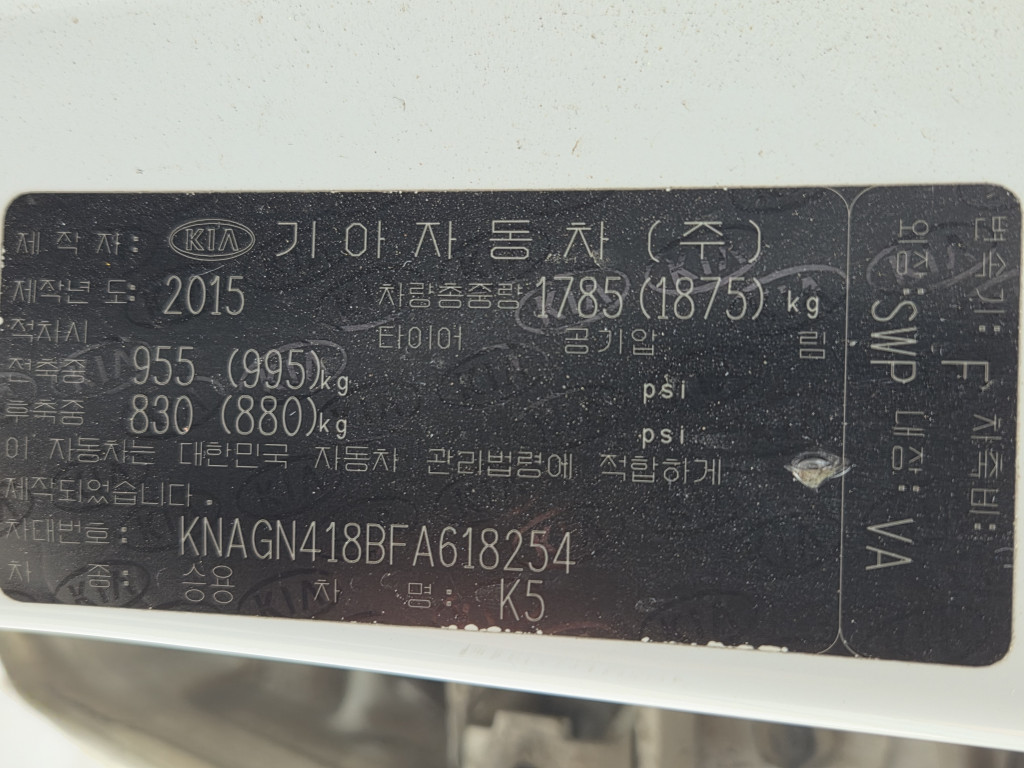 제 작 자: KIA 기아자동차(주)
제작년 도: 2015 차량총중량 1785(1875)kg
적차시 타이어 공기압 림
전축중 955 (995)kg psi
후축중 830 (880)kg psi
이 자동차는 대한민국 자동차 관리법령에 적합하게
제작되었습니다.
차대번호: KNAGN418BFA618254
차 종: 승용 차 명: K5
변속기: F 차축비:
외장:SWP 내장: VA